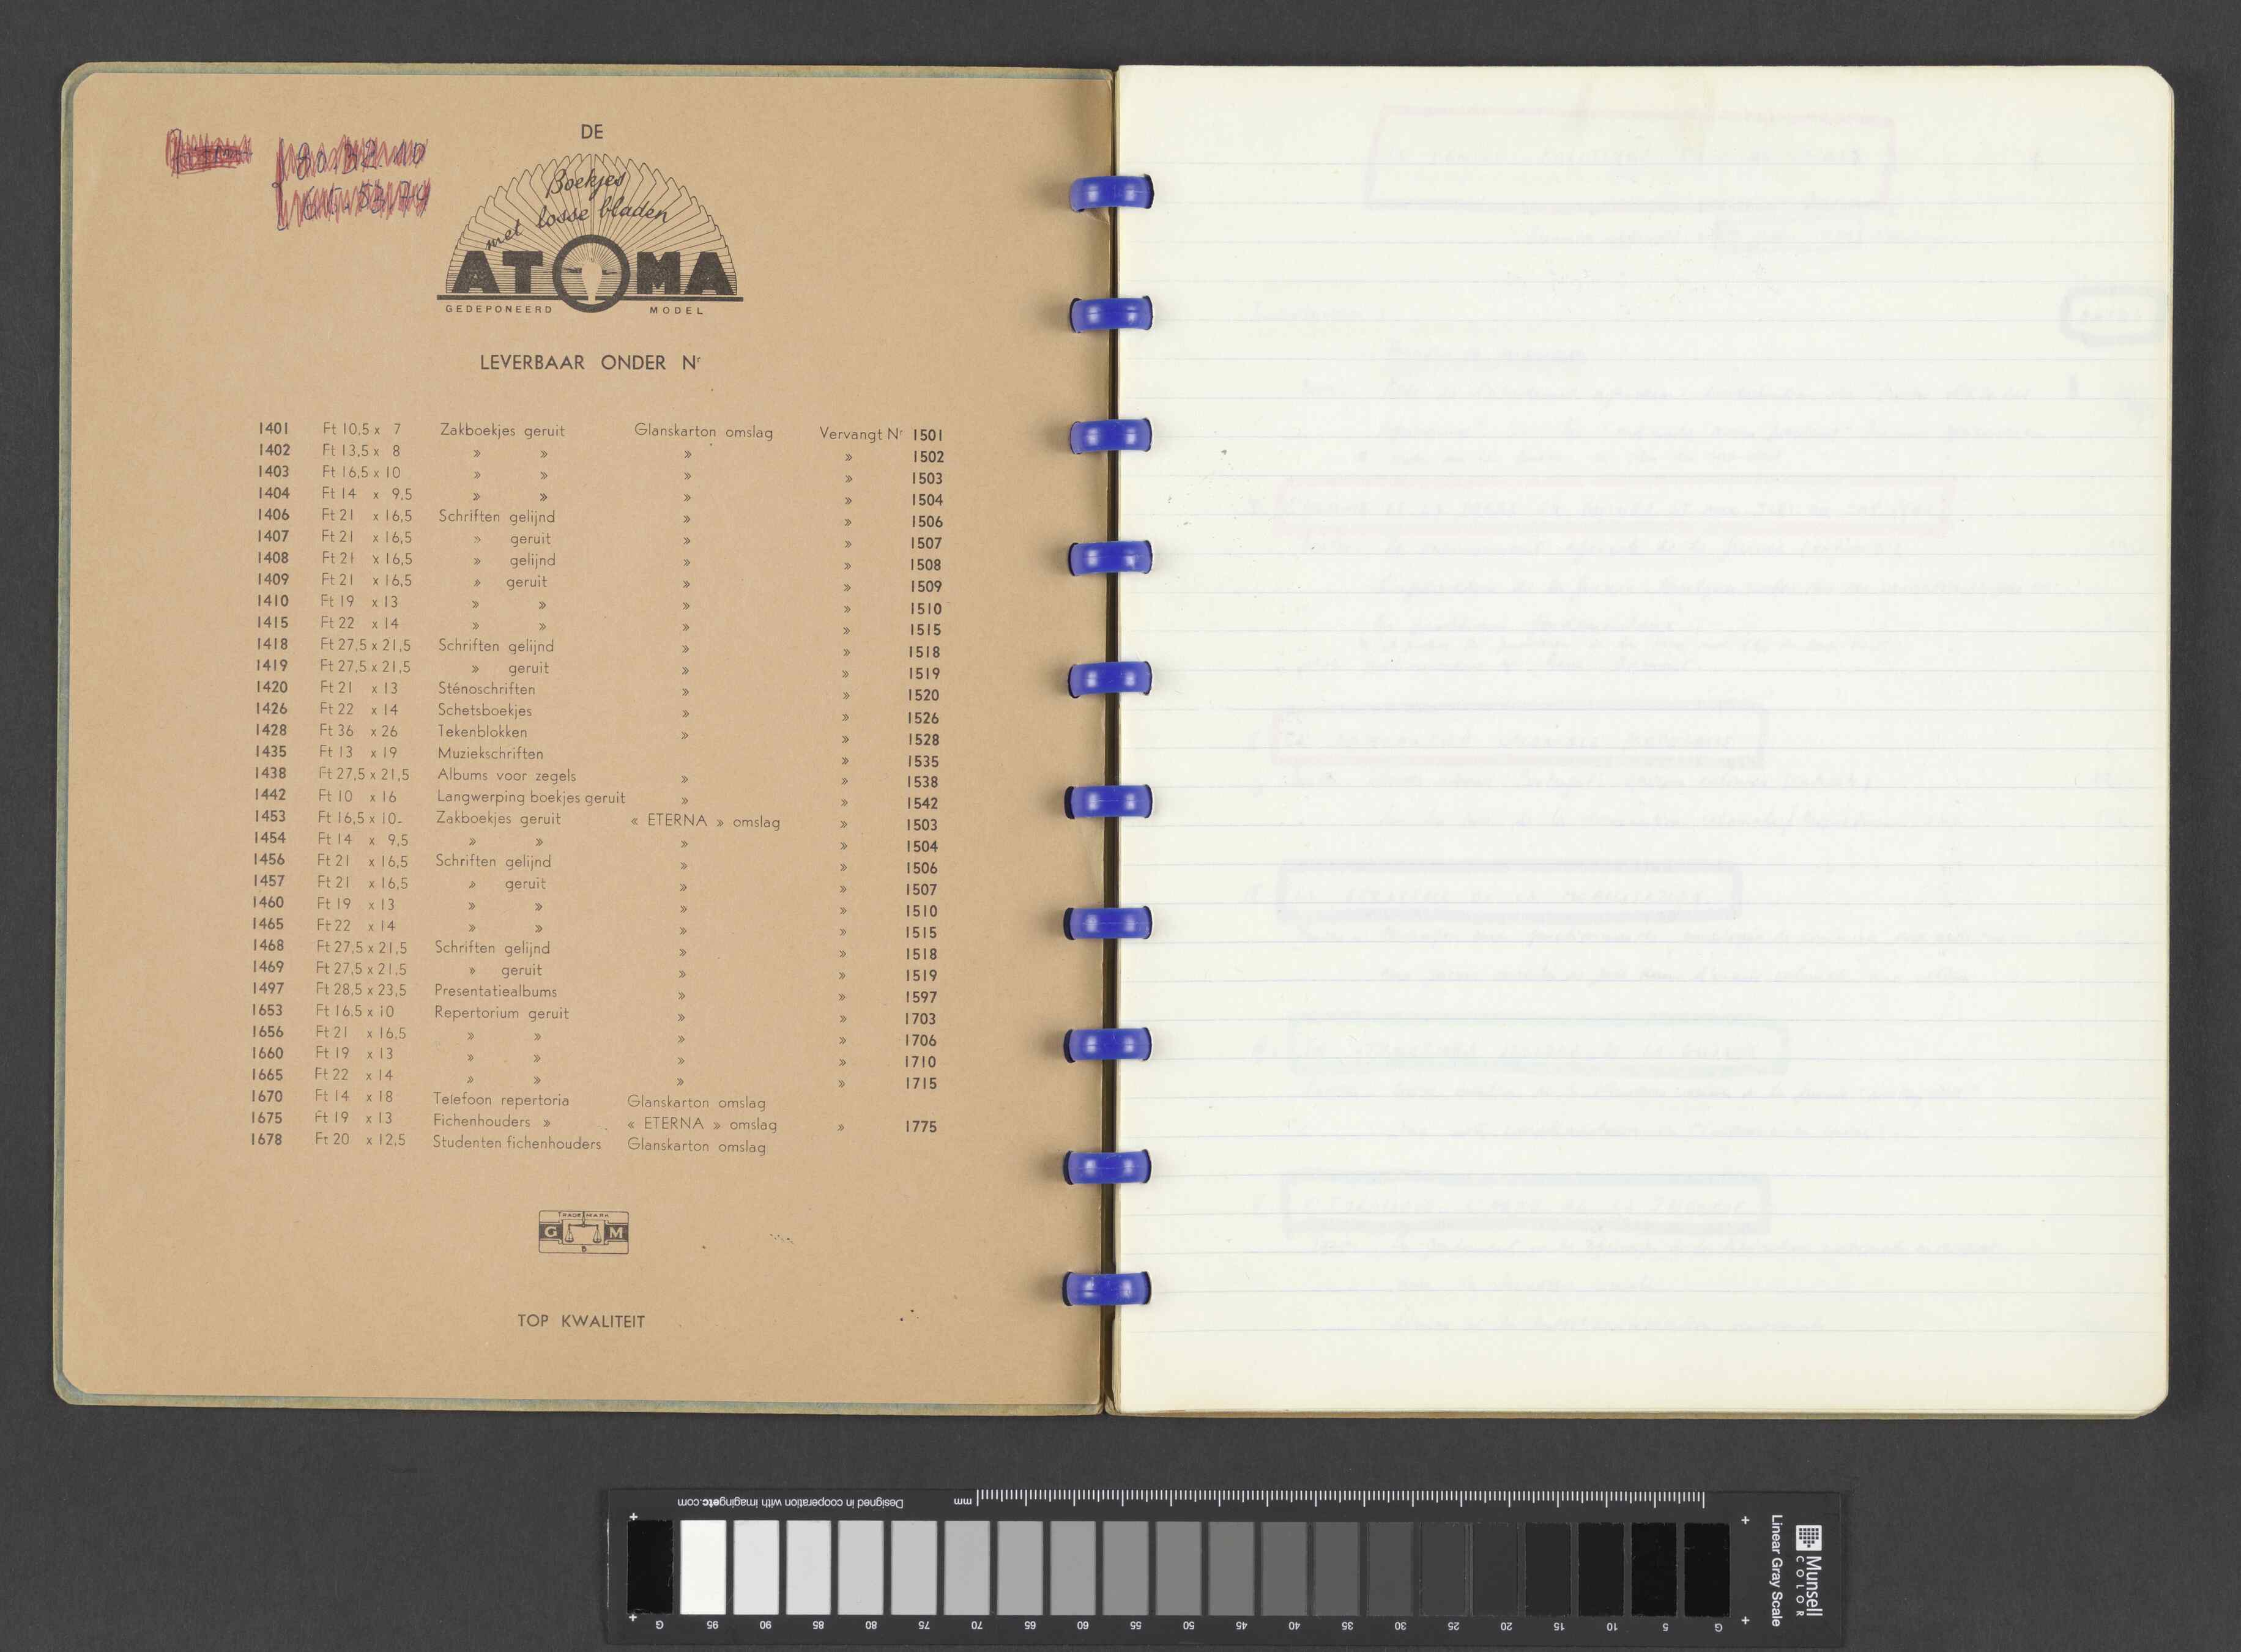 80.32.10
DE
Boekjes
met losse bladen
ATOMA
GEDEPONEERD MODEL
LEVERBAAR ONDER Nr
1401 Ft 10,5 x 7 Zakboekjes geruit Glanskarton omslag Vervangt Nr 1501
1402 Ft 13,5 x 8 » » » » 1502
1403 Ft 16,5 x 10 » » » » 1503
1404 Ft 14 x 9,5 » » » » 1504
1406 Ft 21 x 16,5 Schriften gelijnd » » 1506
1407 Ft 21 x 16,5 » geruit » » 1507
1408 Ft 21 x 16,5 » gelijnd » » 1508
1409 Ft 21 x 16,5 » geruit » » 1509
1410 Ft 19 x 13 » » » » 1510
1415 Ft 22 x 14 » » » » 1515
1418 Ft 27,5 x 21,5 Schriften gelijnd » » 1518
1419 Ft 27,5 x 21,5 » geruit » » 1519
1420 Ft 21 x 13 Sténoschriften » » 1520
1426 Ft 22 x 14 Schetsboekjes » » 1526
1428 Ft 36 x 26 Tekenblokken » » 1528
1435 Ft 13 x 19 Muziekschriften » 1535
1438 Ft 27,5 x 21,5 Albums voor zegels » » 1538
1442 Ft 10 x 16 Langwerping boekjes geruit » » 1542
1453 Ft 16,5 x 10 Zakboekjes geruit « ETERNA » omslag » 1503
1454 Ft 14 x 9,5 » » » » 1504
1456 Ft 21 x 16,5 Schriften gelijnd » » 1506
1457 Ft 21 x 16,5 » geruit » » 1507
1460 Ft 19 x 13 » » » » 1510
1465 Ft 22 x 14 » » » » 1515
1468 Ft 27,5 x 21,5 Schriften gelijnd » » 1518
1469 Ft 27,5 x 21,5 » geruit » » 1519
1497 Ft 28,5 x 23,5 Presentatiealbums » » 1597
1653 Ft 16,5 x 10 Repertorium geruit » » 1703
1656 Ft 21 x 16,5 » » » » 1706
1660 Ft 19 x 13 » » » » 1710
1665 Ft 22 x 14 » » » » 1715
1670 Ft 14 x 18 Telefoon repertoria Glanskarton omslag
1675 Ft 19 x 13 Fichenhouders » « ETERNA » omslag » 1775
1678 Ft 20 x 12,5 Studenten fichenhouders Glanskarton omslag
TRADE MARK
G M
B
TOP KWALITEIT
Designed in cooperation with imagingetc.com
mm
G 95 90 85 80 75 70 65 60 55 50 45 40 35 30 25 20 15 10 5 G
Linear Gray Scale
Munsell
COLOR